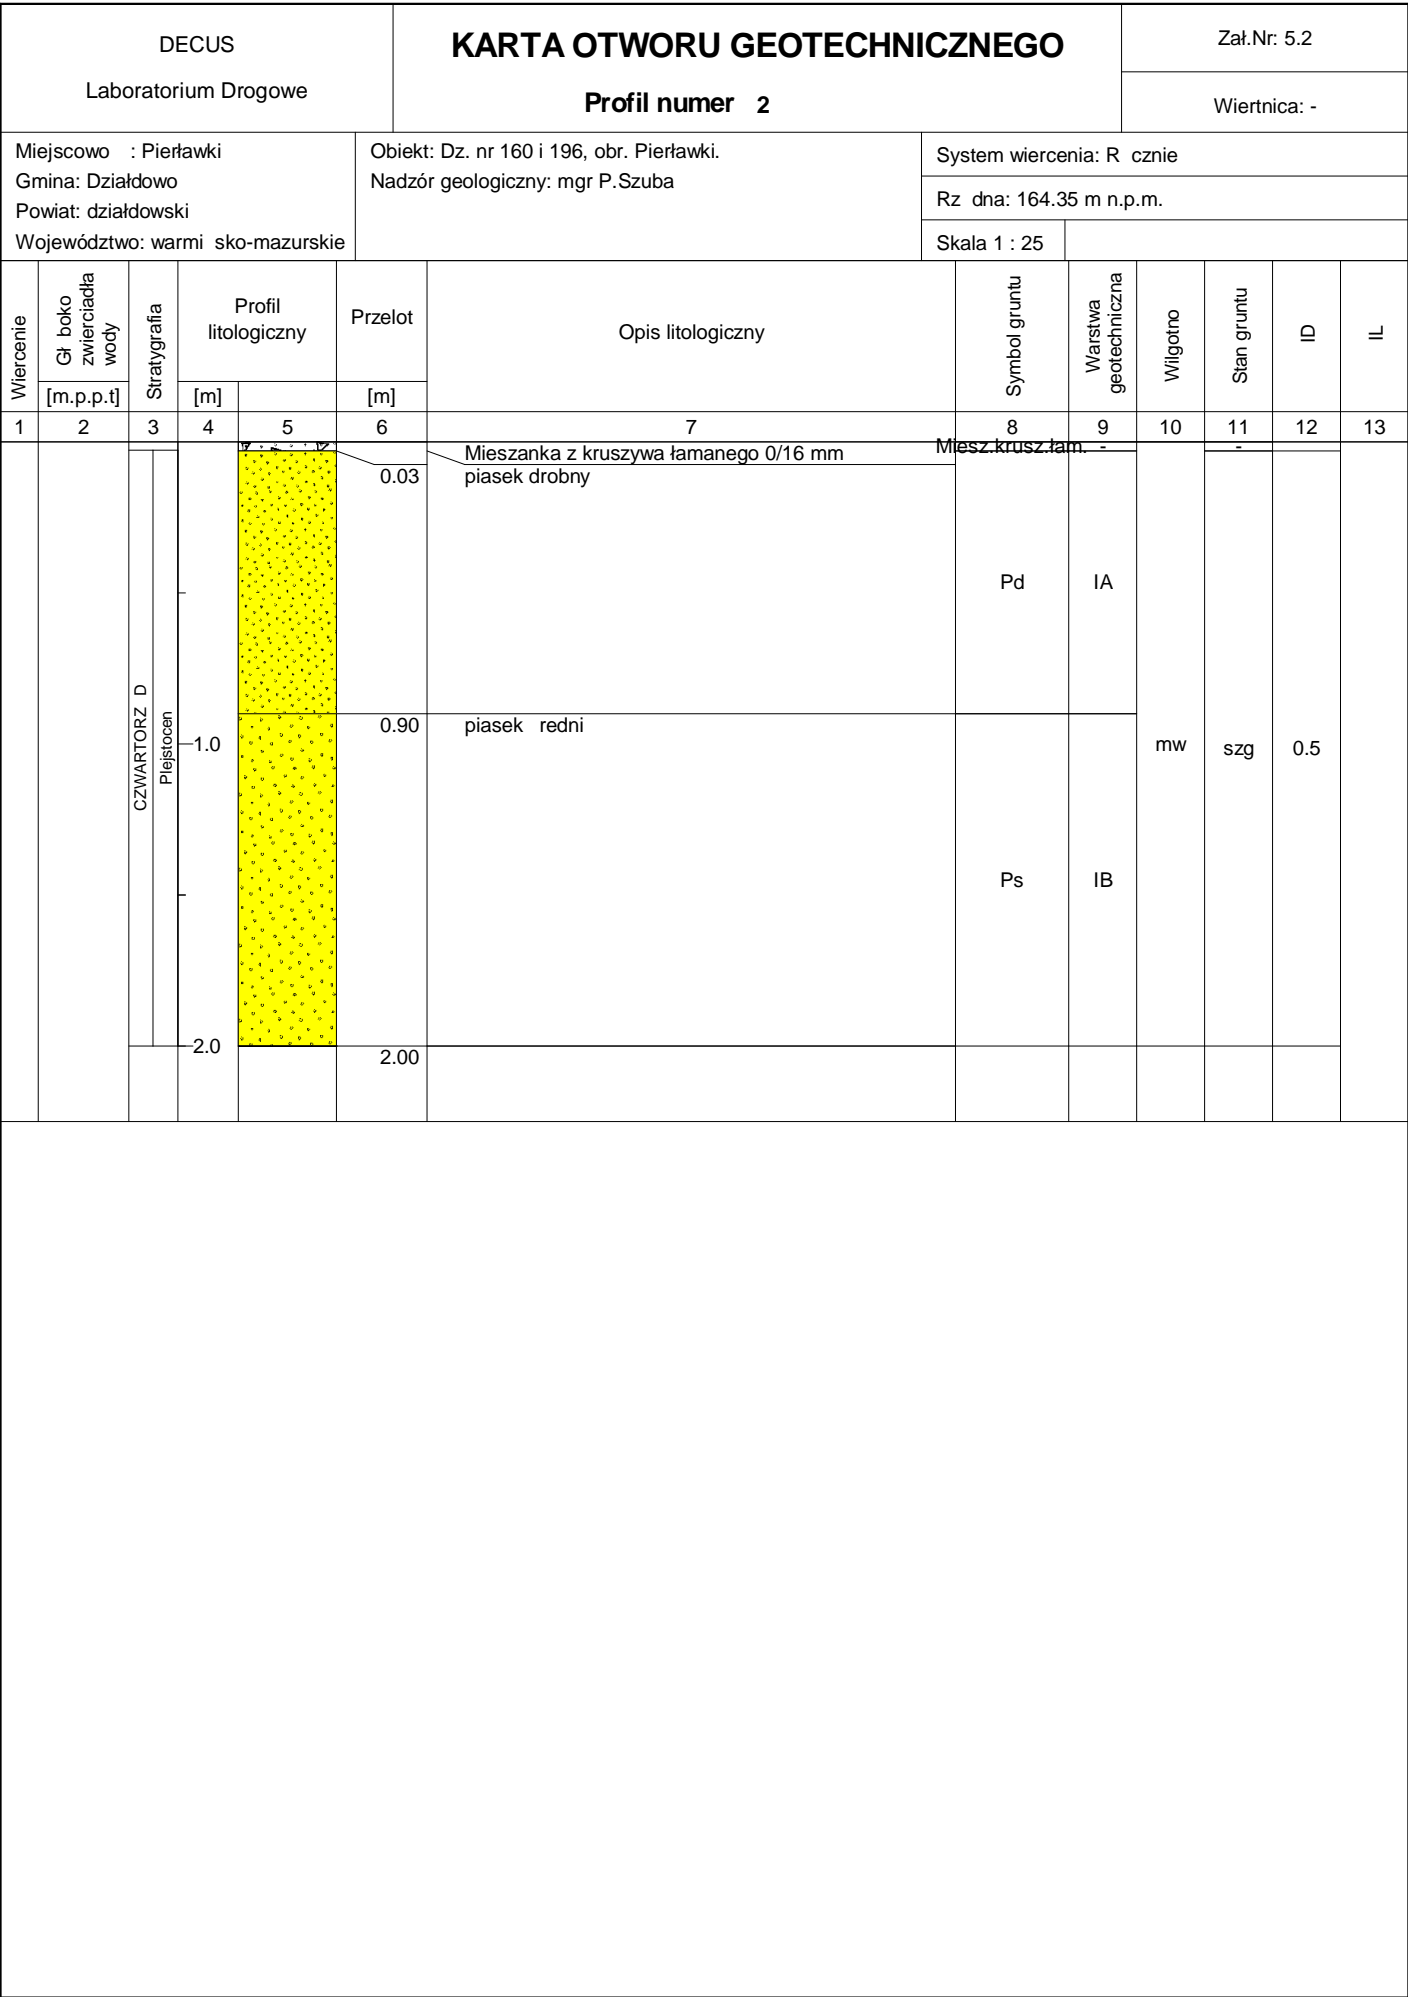 DECUS
Laboratorium Drogowe
KARTA OTWORU GEOTECHNICZNEGO
Profil numer 2
Zał.Nr: 5.2
Wiertnica: -
Miejscowo : Pierławki
Gmina: Działdowo
Powiat: działdowski
Województwo: warmi sko-mazurskie
Obiekt: Dz. nr 160 i 196, obr. Pierławki.
Nadzór geologiczny: mgr P.Szuba
System wiercenia: R cznie
Rz dna: 164.35 m n.p.m.
Skala 1 : 25
Wiercenie
Gł boko
zwierciadła
wody
[m.p.p.t]
Stratygrafia
Profil
litologiczny
[m]
Przelot
[m]
Opis litologiczny
Symbol gruntu
Warstwa
geotechniczna
Wilgotno
Stan gruntu
ID
IL
1 2 3 4 5 6 7 8 9 10 11 12 13
Mieszanka z kruszywa łamanego 0/16 mm
Miesz.krusz.łam. - -
0.03 piasek drobny
Pd IA
CZWARTORZ D
Plejstocen
0.90 piasek redni
1.0
mw szg 0.5
Ps IB
2.0
2.00